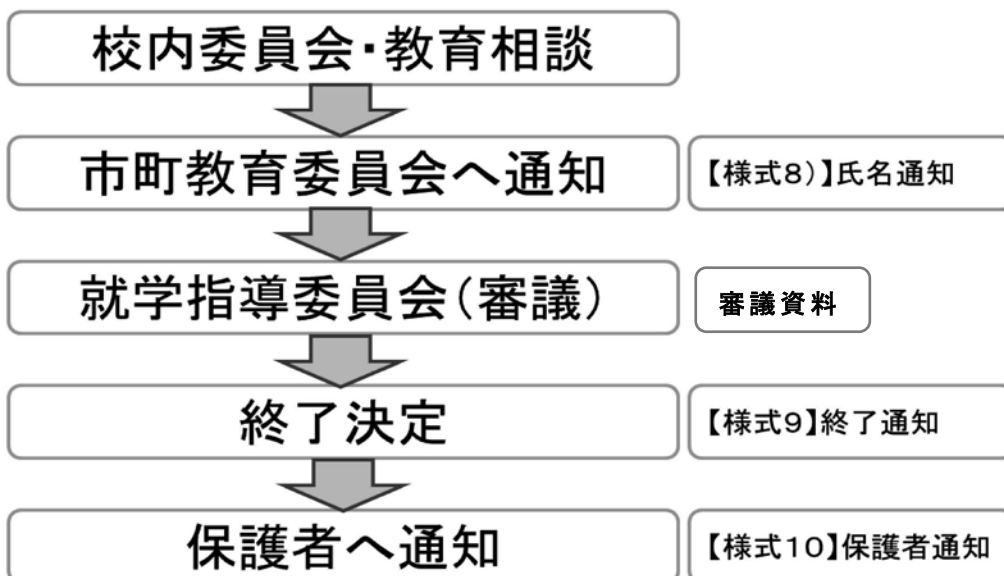 校内委員会・教育相談
市町教育委員会へ通知
【様式8）】氏名通知
就学指導委員会（審議）
審議資料
終了決定
【様式9】終了通知
保護者へ通知
【様式10】保護者通知